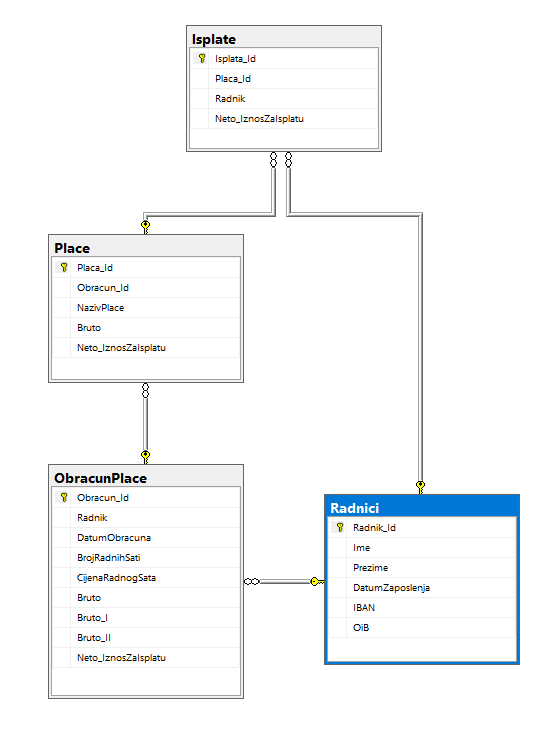 Isplate
Isplata_Id
Placa_Id
Radnik
Neto_IznosZaIsplatu
Place
Placa_Id
Obracun_Id
NazivPlace
Bruto
Neto_IznosZaIsplatu
ObracunPlace
Obracun_Id
Radnik
DatumObracuna
BrojRadnihSati
CijenaRadnogSata
Bruto
Bruto_I
Bruto_II
Neto_IznosZaIsplatu
Radnici
Radnik_Id
Ime
Prezime
DatumZaposlenja
IBAN
OiB